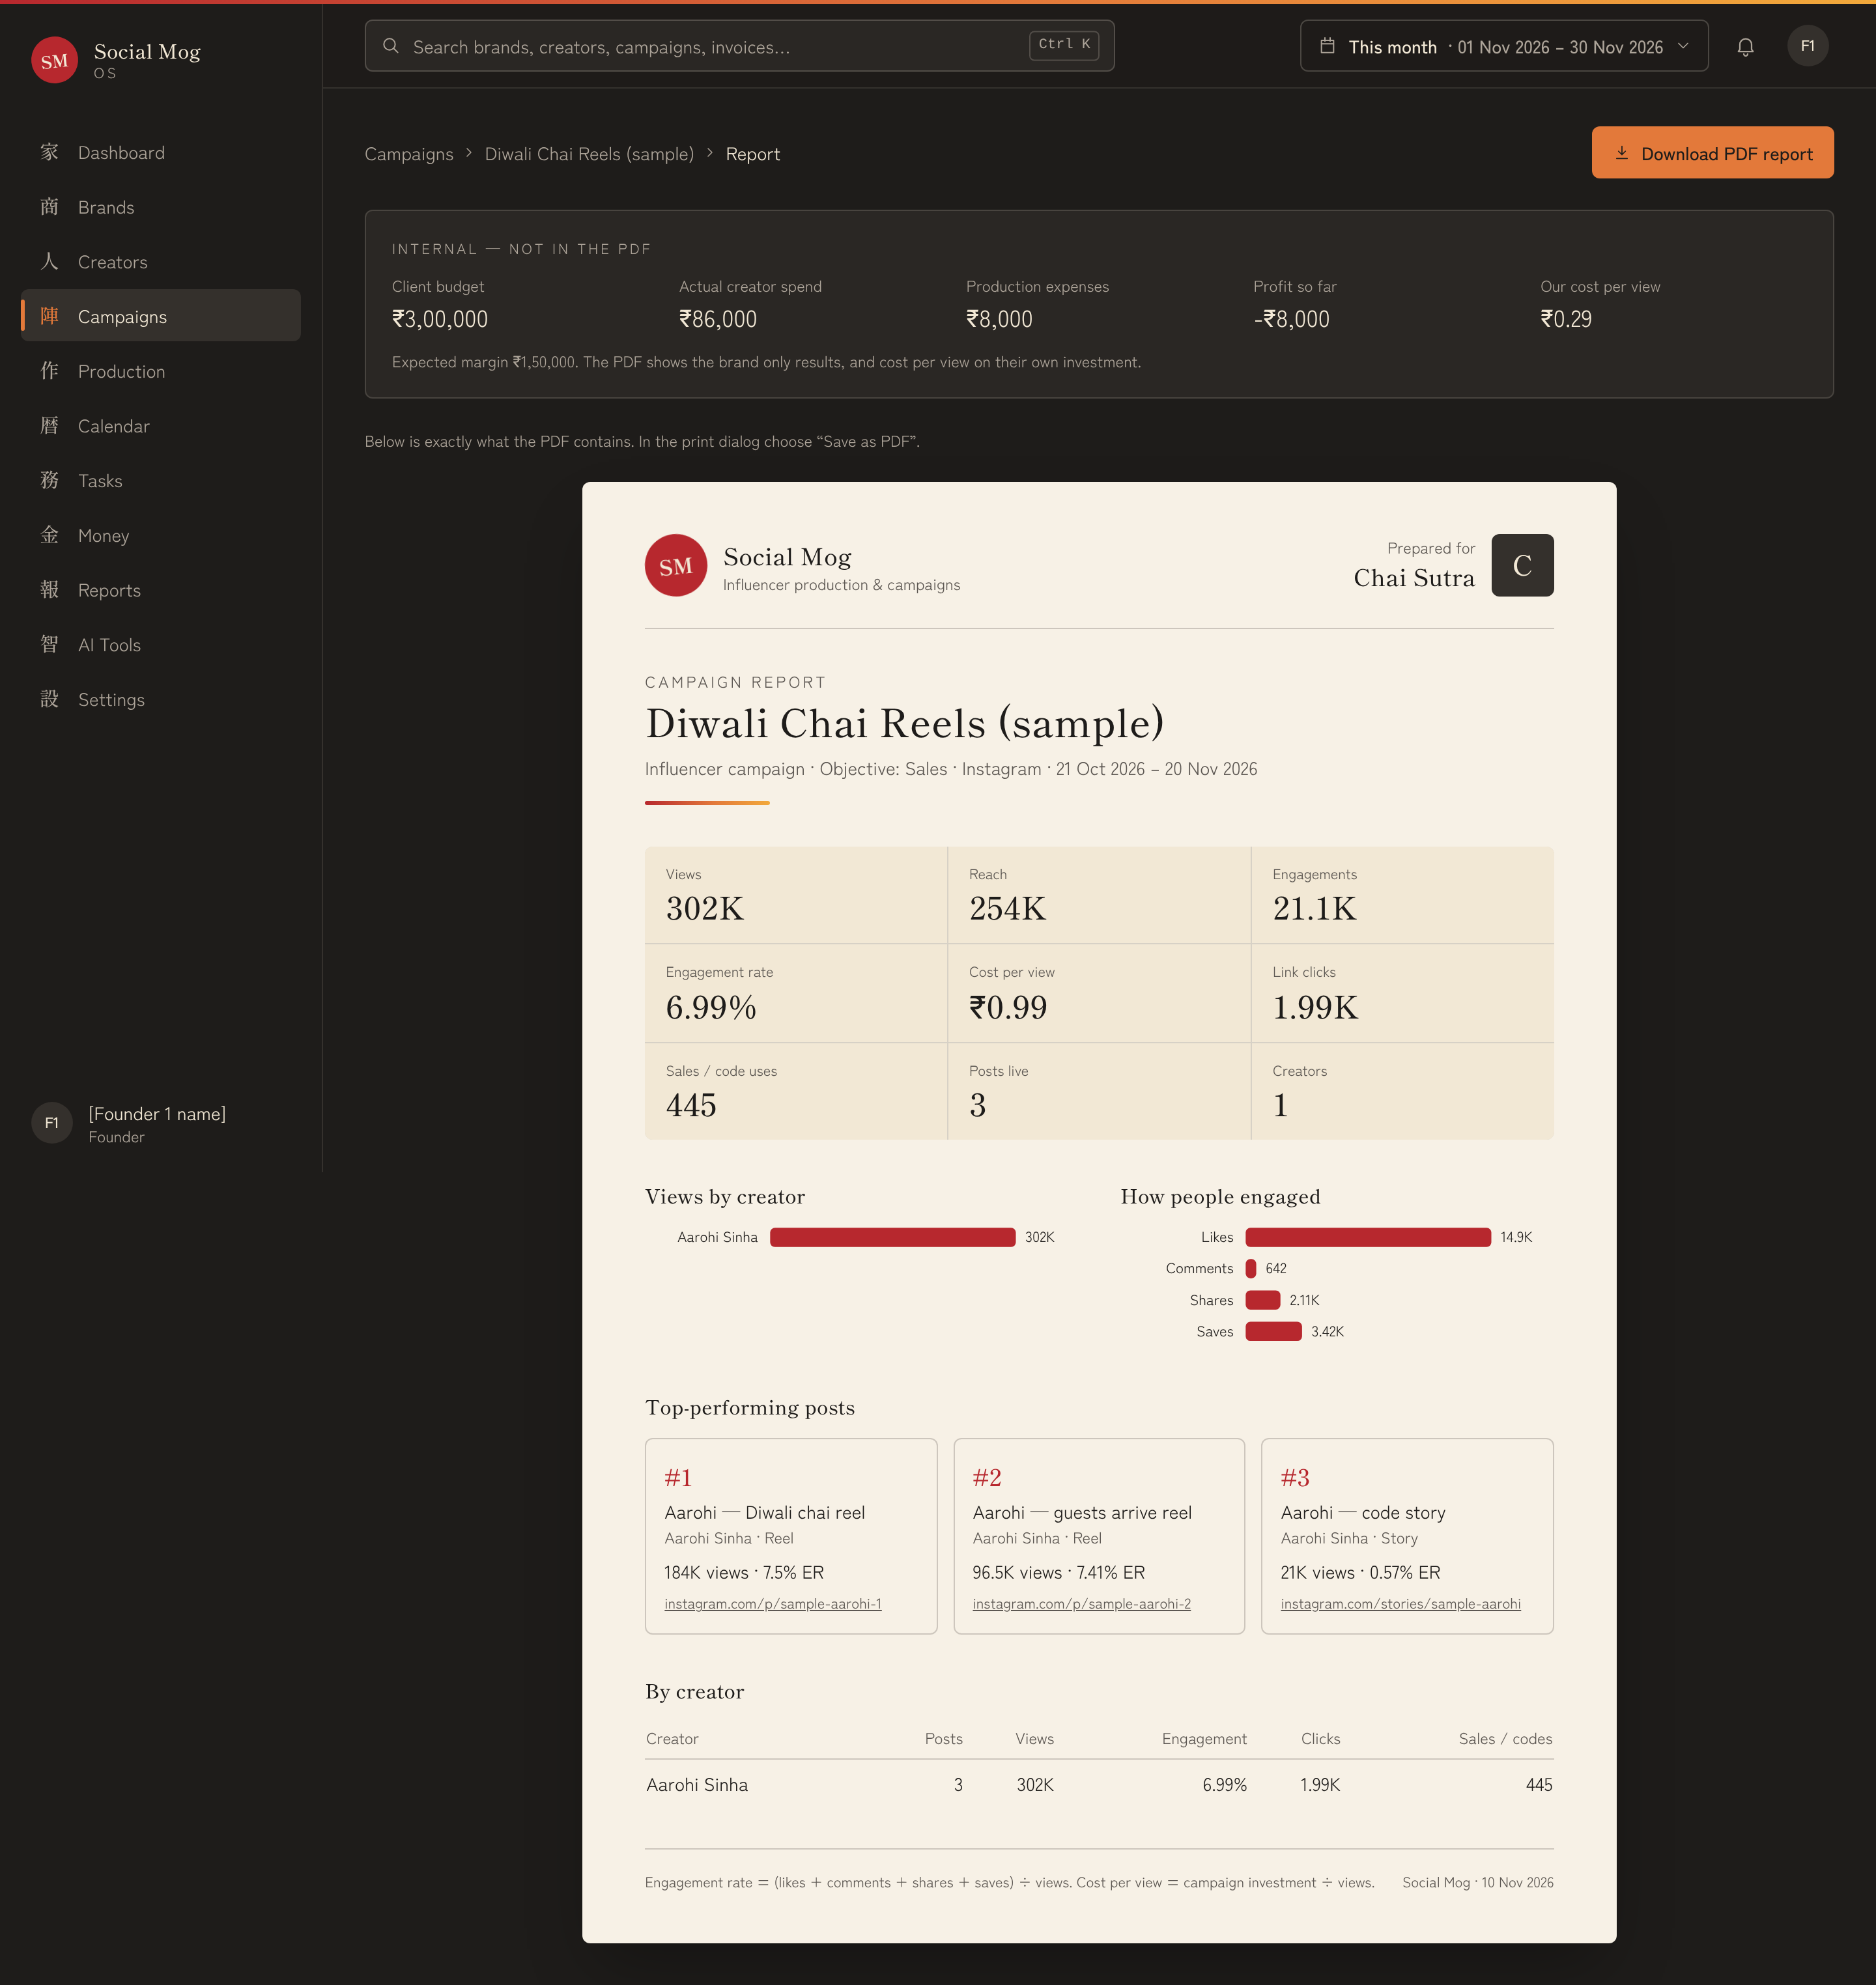 SM
Social Mog
OS
Search brands, creators, campaigns, invoices...
Ctrl K
This month · 01 Nov 2026 – 30 Nov 2026
F1
家 Dashboard
商 Brands
人 Creators
陣 Campaigns
作 Production
暦 Calendar
務 Tasks
金 Money
報 Reports
智 AI Tools
設 Settings
F1
[Founder 1 name]
Founder
Campaigns > Diwali Chai Reels (sample) > Report
Download PDF report
INTERNAL — NOT IN THE PDF
Client budget Actual creator spend Production expenses Profit so far Our cost per view
₹3,00,000 ₹86,000 ₹8,000 -₹8,000 ₹0.29
Expected margin ₹1,50,000. The PDF shows the brand only results, and cost per view on their own investment.
Below is exactly what the PDF contains. In the print dialog choose “Save as PDF”.
SM
Social Mog
Influencer production & campaigns
Prepared for
Chai Sutra
C
CAMPAIGN REPORT
Diwali Chai Reels (sample)
Influencer campaign · Objective: Sales · Instagram · 21 Oct 2026 – 20 Nov 2026
Views Reach Engagements
302K 254K 21.1K
Engagement rate Cost per view Link clicks
6.99% ₹0.99 1.99K
Sales / code uses Posts live Creators
445 3 1
Views by creator
Aarohi Sinha 302K
How people engaged
Likes 14.9K
Comments 642
Shares 2.11K
Saves 3.42K
Top-performing posts
#1
Aarohi — Diwali chai reel
Aarohi Sinha · Reel
184K views · 7.5% ER
instagram.com/p/sample-aarohi-1
#2
Aarohi — guests arrive reel
Aarohi Sinha · Reel
96.5K views · 7.41% ER
instagram.com/p/sample-aarohi-2
#3
Aarohi — code story
Aarohi Sinha · Story
21K views · 0.57% ER
instagram.com/stories/sample-aarohi
By creator
Creator Posts Views Engagement Clicks Sales / codes
Aarohi Sinha 3 302K 6.99% 1.99K 445
Engagement rate = (likes + comments + shares + saves) ÷ views. Cost per view = campaign investment ÷ views.
Social Mog · 10 Nov 2026